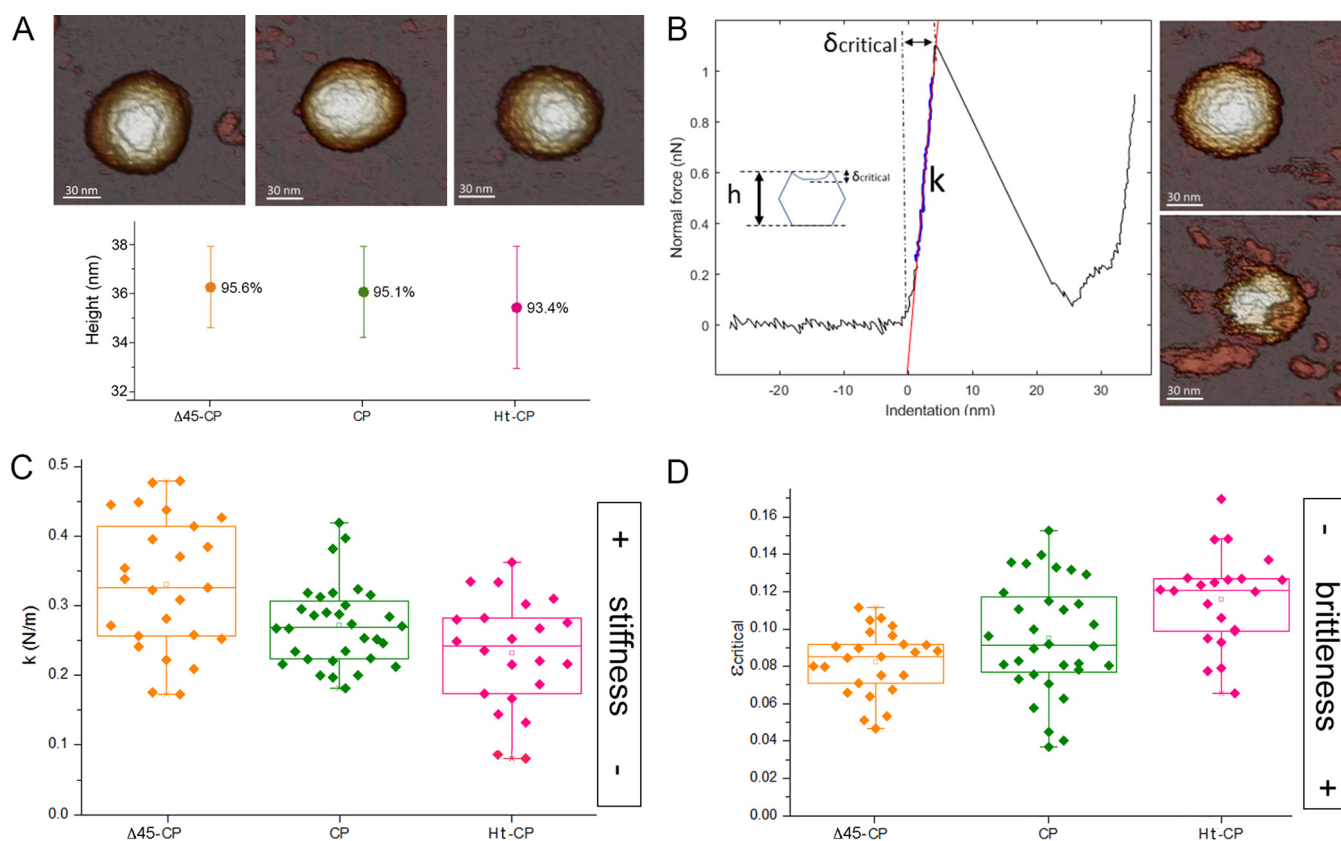 A
30 nm
30 nm
30 nm
Height (nm)
38
36
34
32
95.6%
95.1%
93.4%
Δ45-CP
CP
Ht-CP
B
δcritical
Normal force (nN)
1
0.8
0.6
0.4
0.2
0
h
δcritical
k
-20
-10
0
10
20
30
Indentation (nm)
30 nm
30 nm
C
k (N/m)
0.5
0.4
0.3
0.2
0.1
0.0
Δ45-CP
CP
Ht-CP
- stiffness +
D
εcritical
0.16
0.14
0.12
0.10
0.08
0.06
0.04
0.02
0.00
Δ45-CP
CP
Ht-CP
+ brittleness -